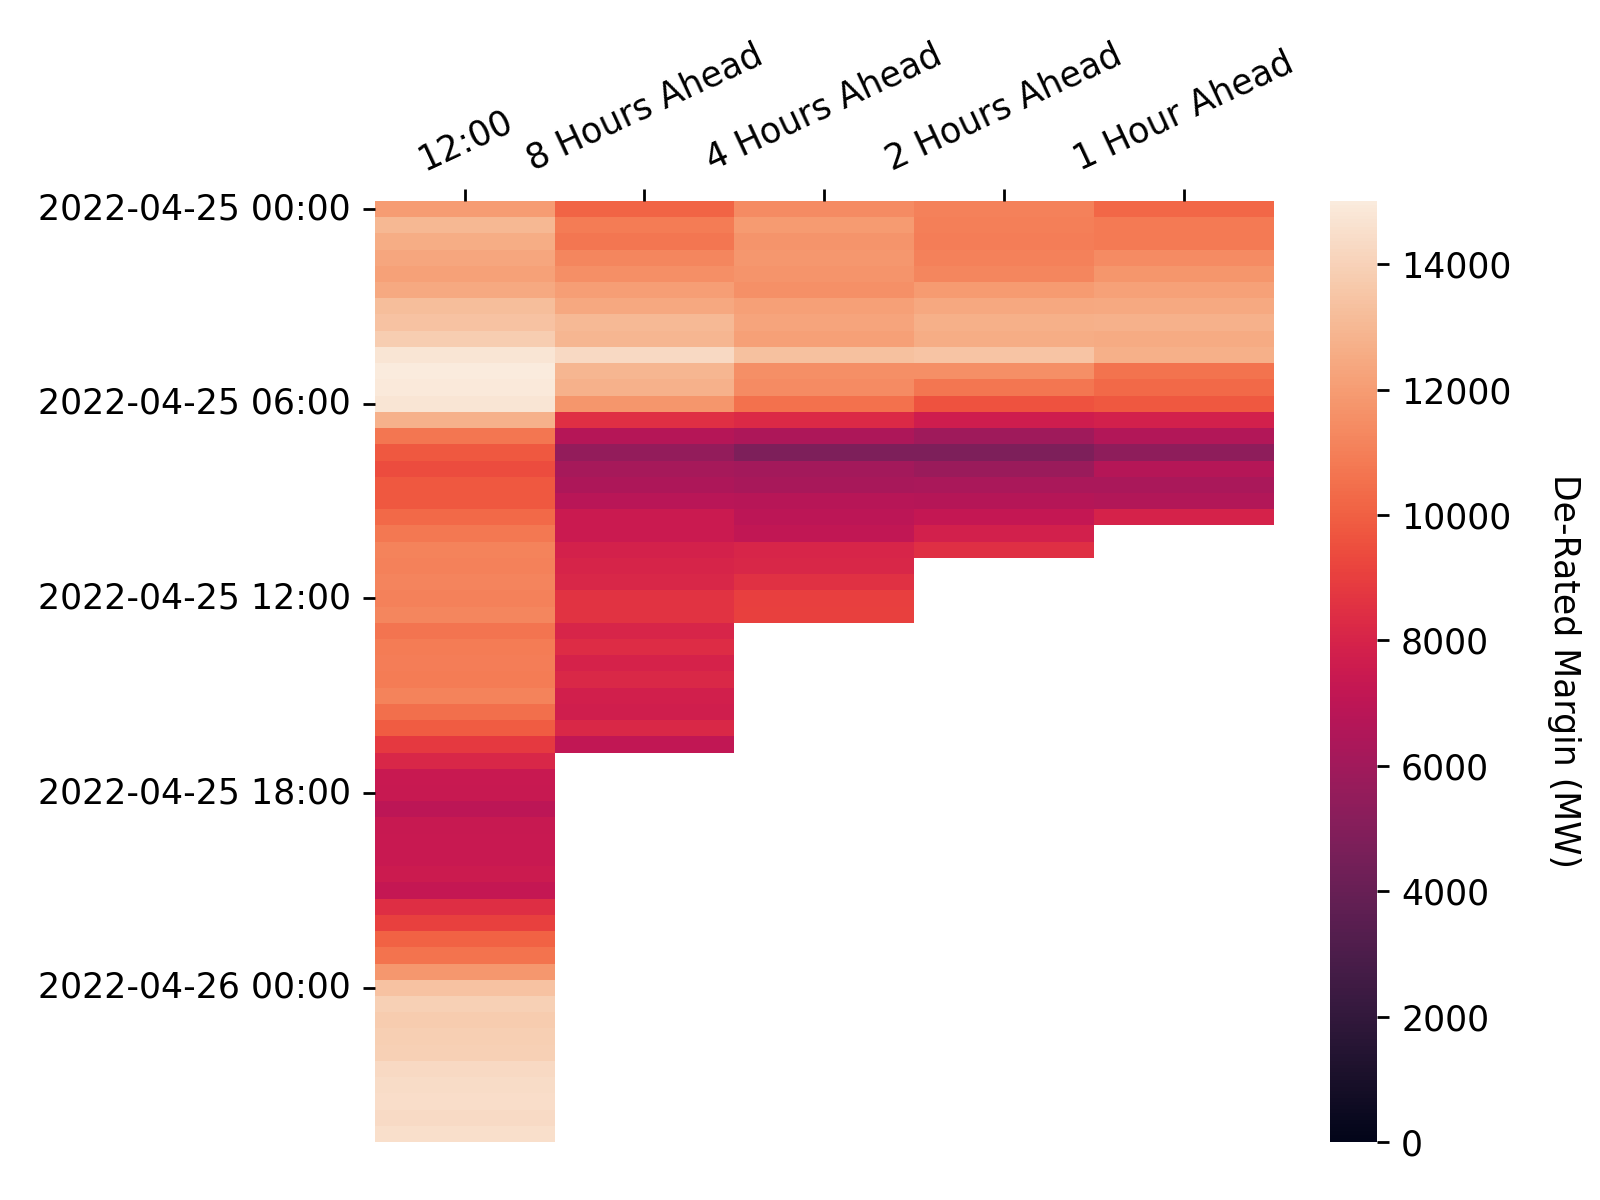 12:00
8 Hours Ahead
4 Hours Ahead
2 Hours Ahead
1 Hour Ahead
2022-04-25 00:00
2022-04-25 06:00
2022-04-25 12:00
2022-04-25 18:00
2022-04-26 00:00
14000
12000
10000
8000
6000
4000
2000
0
De-Rated Margin (MW)